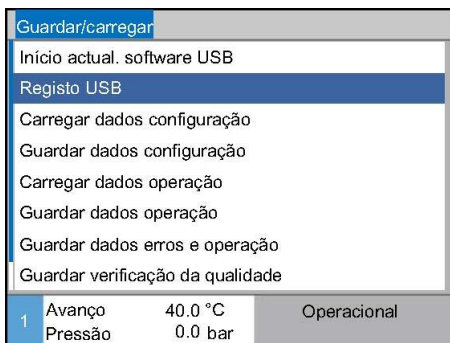 Guardar/carregar
Início actual. software USB
Registo USB
Carregar dados configuração
Guardar dados configuração
Carregar dados operação
Guardar dados operação
Guardar dados erros e operação
Guardar verificação da qualidade
1 Avanço 40.0 °C Operacional
Pressão 0.0 bar